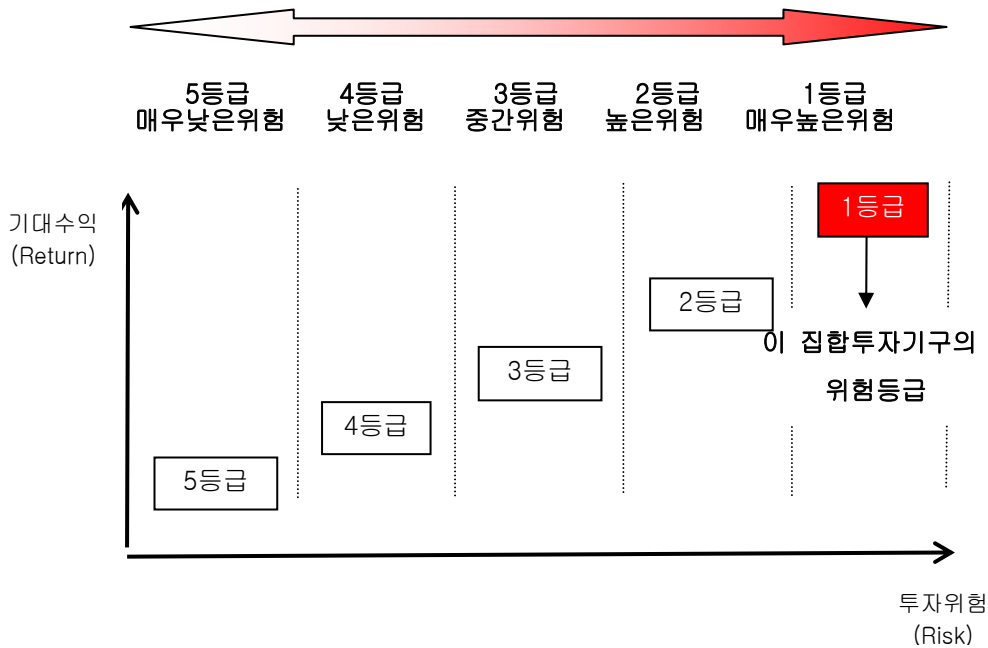 5등급 4등급 3등급 2등급 1등급
매우낮은위험 낮은위험 중간위험 높은위험 매우높은위험
기대수익
(Return)
1등급
2등급
이 집합투자기구의
위험등급
3등급
4등급
5등급
투자위험
(Risk)